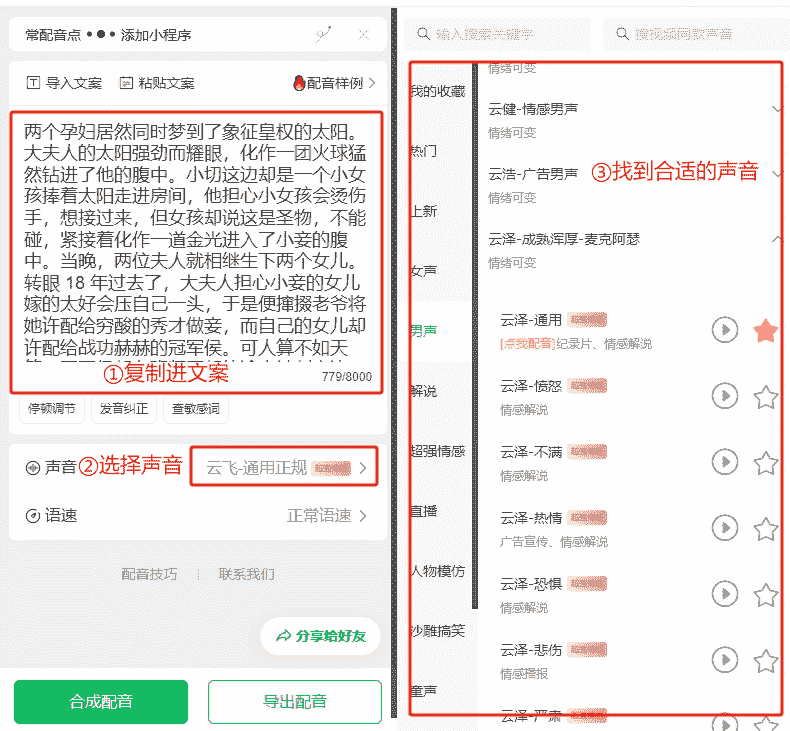 常配音点 ••• 添加小程序
导入文案
粘贴文案
配音样例
两个孕妇居然同时梦到了象征皇权的太阳。
大夫人的太阳强劲而耀眼，化作一团火球猛
然钻进了他的腹中。小切这边却是一个小女
孩捧着太阳走进房间，他担心小女孩会烫伤
手，想接过来，但女孩却说这是圣物，不能
碰，紧接着化作一道金光进入了小妾的腹
中。当晚，两位夫人就相继生下两个女儿。
转眼 18 年过去了，大夫人担心小妾的女儿
嫁的太好会压自己一头，于是便撺掇老爷将
她许配给穷酸的秀才做妾，而自己的女儿却
许配给战功赫赫的冠军侯。可人算不如天
①复制进文案
779/8000
停顿调节
发音纠正
查敏感词
声音
②选择声音
云飞-通用正规
语速
正常语速
配音技巧
联系我们
分享给好友
合成配音
导出配音
输入搜索关键字
搜视频同款声音
我的收藏
热门
上新
女声
男声
解说
超强情感
直播
人物模仿
沙雕搞笑
童声
情绪可变
云健-情感男声
情绪可变
云浩-广告男声
③找到合适的声音
情绪可变
云泽-成熟浑厚-麦克阿瑟
情绪可变
云泽-通用
[点我配音]纪录片、情感解说
云泽-愤怒
情感解说
云泽-不满
情感解说
云泽-热情
广告宣传、情感解说
云泽-恐惧
情感解说
云泽-悲伤
情感播报
云泽-严肃